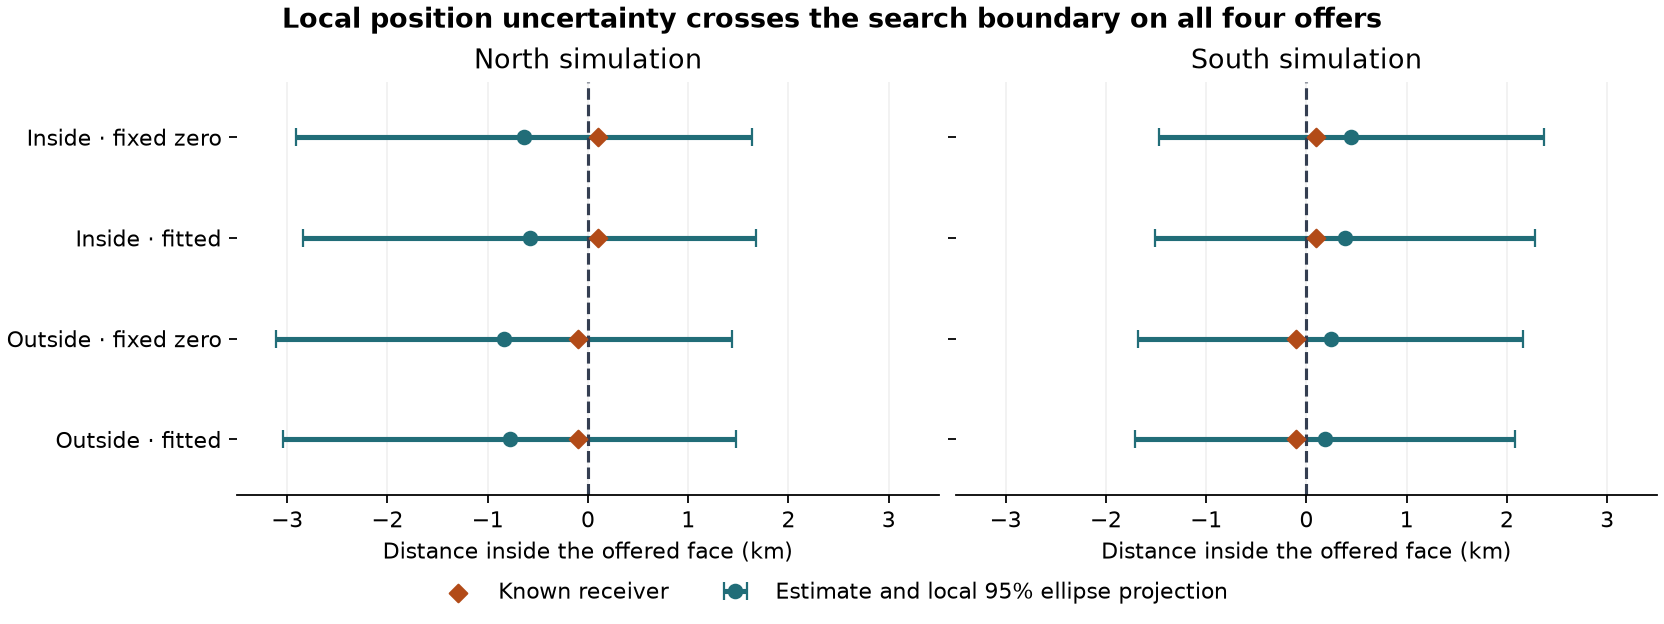 Local position uncertainty crosses the search boundary on all four offers
North simulation
South simulation
Inside · fixed zero
Inside · fitted
Outside · fixed zero
Outside · fitted
−3 −2 −1 0 1 2 3
−3 −2 −1 0 1 2 3
Distance inside the offered face (km)
Distance inside the offered face (km)
Known receiver
Estimate and local 95% ellipse projection